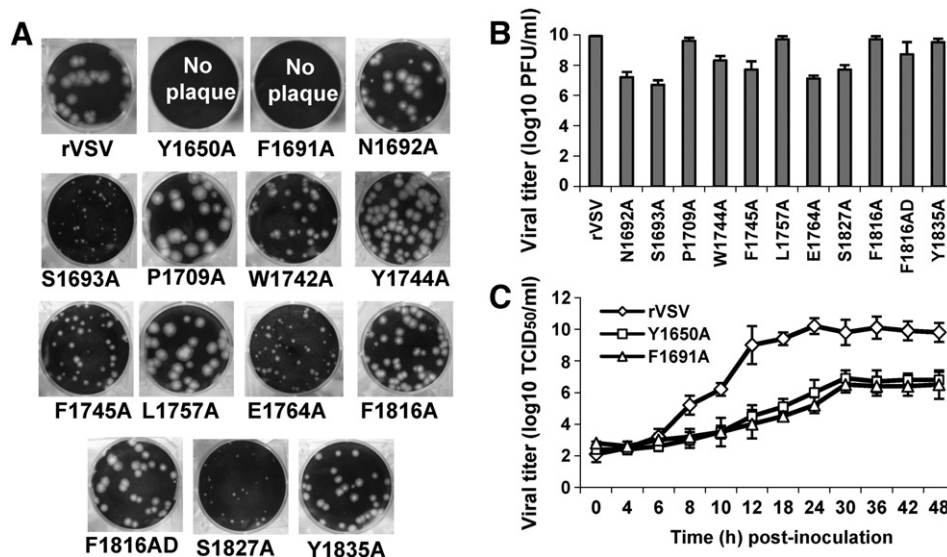 A
No
plaque
No
plaque
rVSV Y1650A F1691A N1692A
S1693A P1709A W1742A Y1744A
F1745A L1757A E1764A F1816A
F1816AD S1827A Y1835A
B
Viral titer (log10 PFU/ml)
10
8
6
4
2
0
rVSV
N1692A
S1693A
P1709A
W1744A
F1745A
L1757A
E1764A
S1827A
F1816A
F1816AD
Y1835A
C
Viral titer (log10 TCID50/ml)
12
10
8
6
4
2
0
rVSV
Y1650A
F1691A
0 4 6 8 10 12 18 24 30 36 42 48
Time (h) post-inoculation